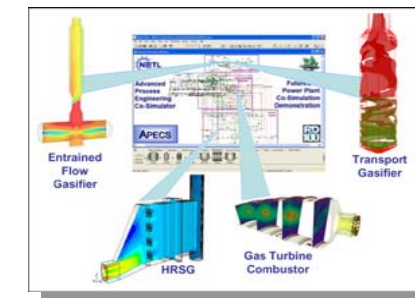 NETL
Advanced
Process
Engineering
Co-Simulator
Power Plant
Co-Simulation
Demonstration
APECS
Entrained
Flow
Gasifier
Transport
Gasifier
HRSG
Gas Turbine
Combustor